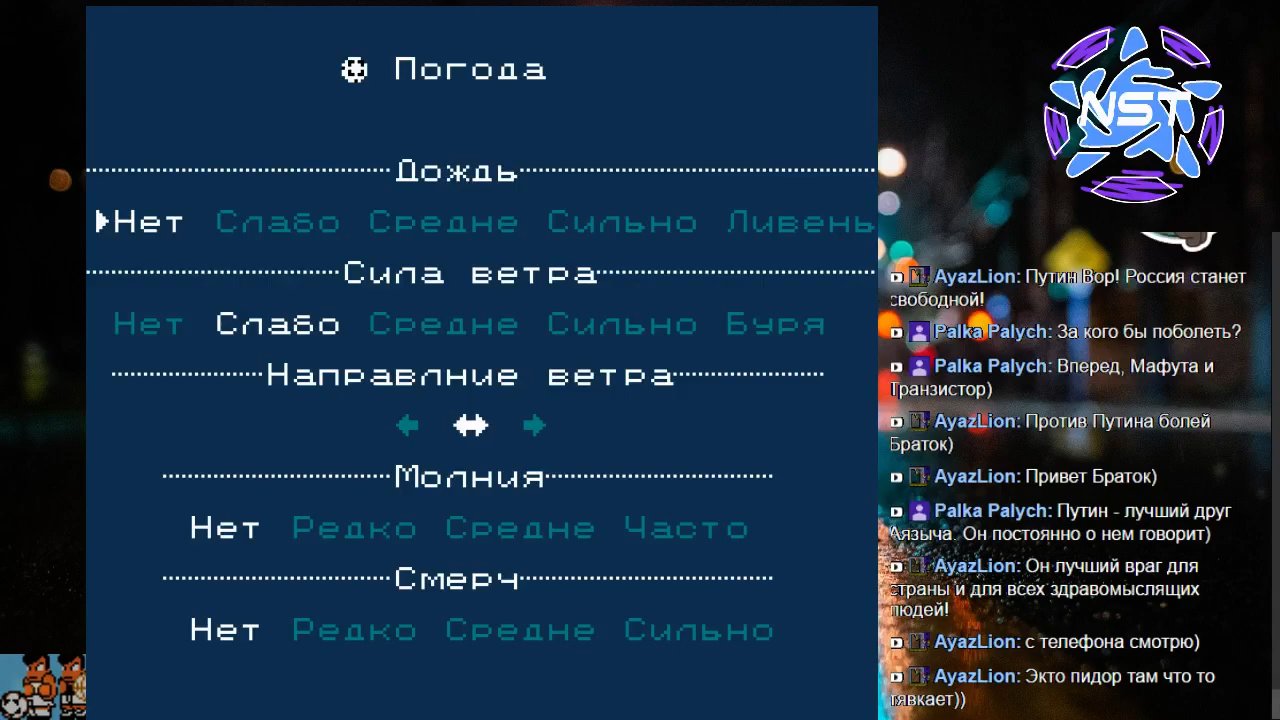 Погода
Дождь
Нет Слабо Средне Сильно Ливень
Сила ветра
Нет Слабо Средне Сильно Буря
Направлние ветра
Молния
Нет Редко Средне Часто
Смерч
Нет Редко Средне Сильно
NST
AyazLion: Путин Вор! Россия станет
свободной!
Palka Palych: За кого бы поболеть?
Palka Palych: Вперед, Мафута и
Транзистор)
AyazLion: Против Путина болей
Браток)
AyazLion: Привет Браток)
Palka Palych: Путин - лучший друг
Аязыча. Он постоянно о нем говорит)
AyazLion: Он лучший враг для
страны и для всех здравомыслящих
людей!
AyazLion: с телефона смотрю)
AyazLion: Экто пидор там что то
тявкает))